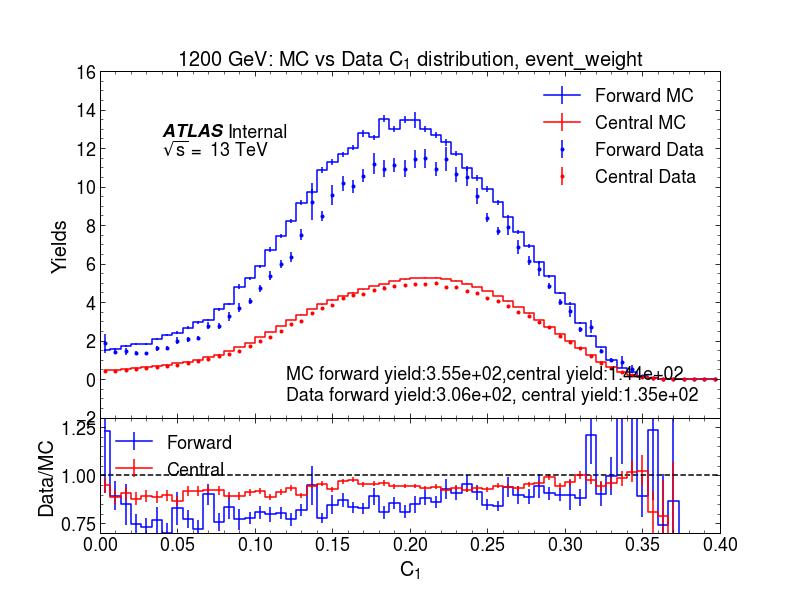 1200 GeV: MC vs Data C₁ distribution, event_weight
16
14
12
10
8
6
4
2
0
−2
Yields
ATLAS Internal
√s = 13 TeV
Forward MC
Central MC
Forward Data
Central Data
MC forward yield:3.55e+02,central yield:1.44e+02
Data forward yield:3.06e+02, central yield:1.35e+02
1.25
1.00
0.75
Data/MC
Forward
Central
0.00 0.05 0.10 0.15 0.20 0.25 0.30 0.35 0.40
C₁